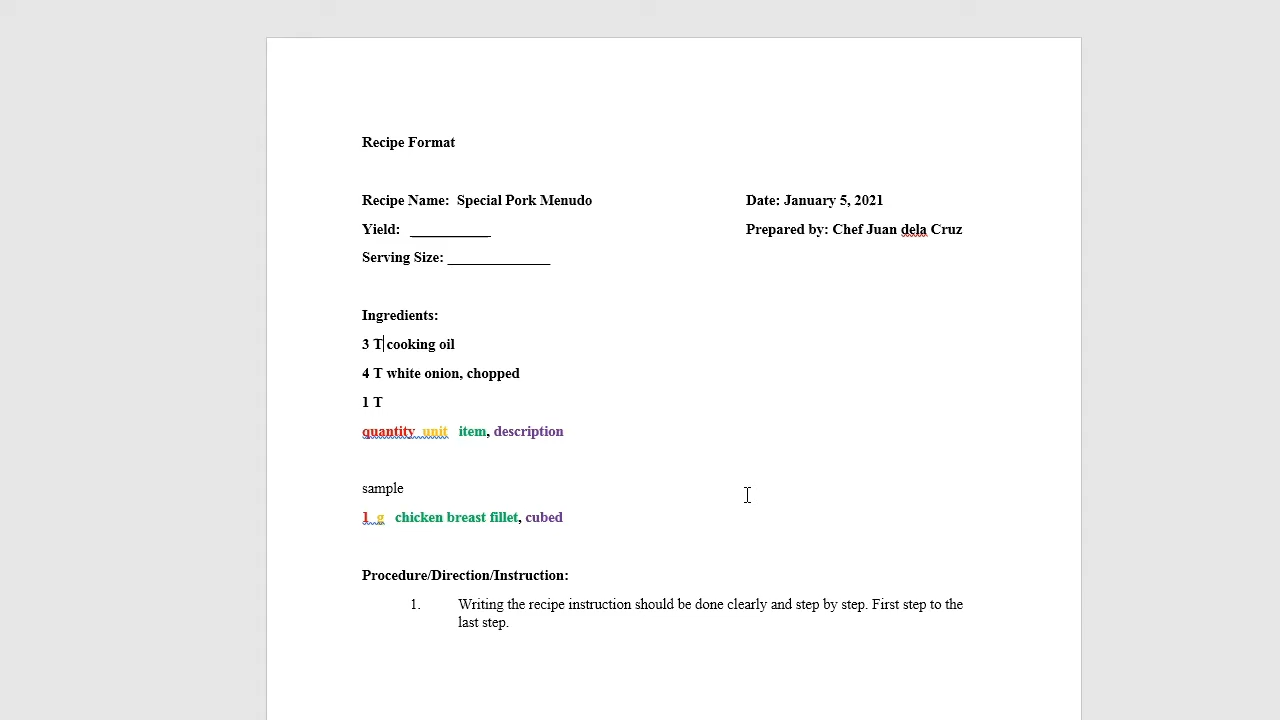 Recipe Format
Recipe Name:  Special Pork Menudo
Date: January 5, 2021
Yield:   ___________
Prepared by: Chef Juan dela Cruz
Serving Size: ______________
Ingredients:
3 T cooking oil
4 T white onion, chopped
1 T
quantity  unit   item, description
sample
1  g   chicken breast fillet, cubed
Procedure/Direction/Instruction:
1. Writing the recipe instruction should be done clearly and step by step. First step to the
last step.